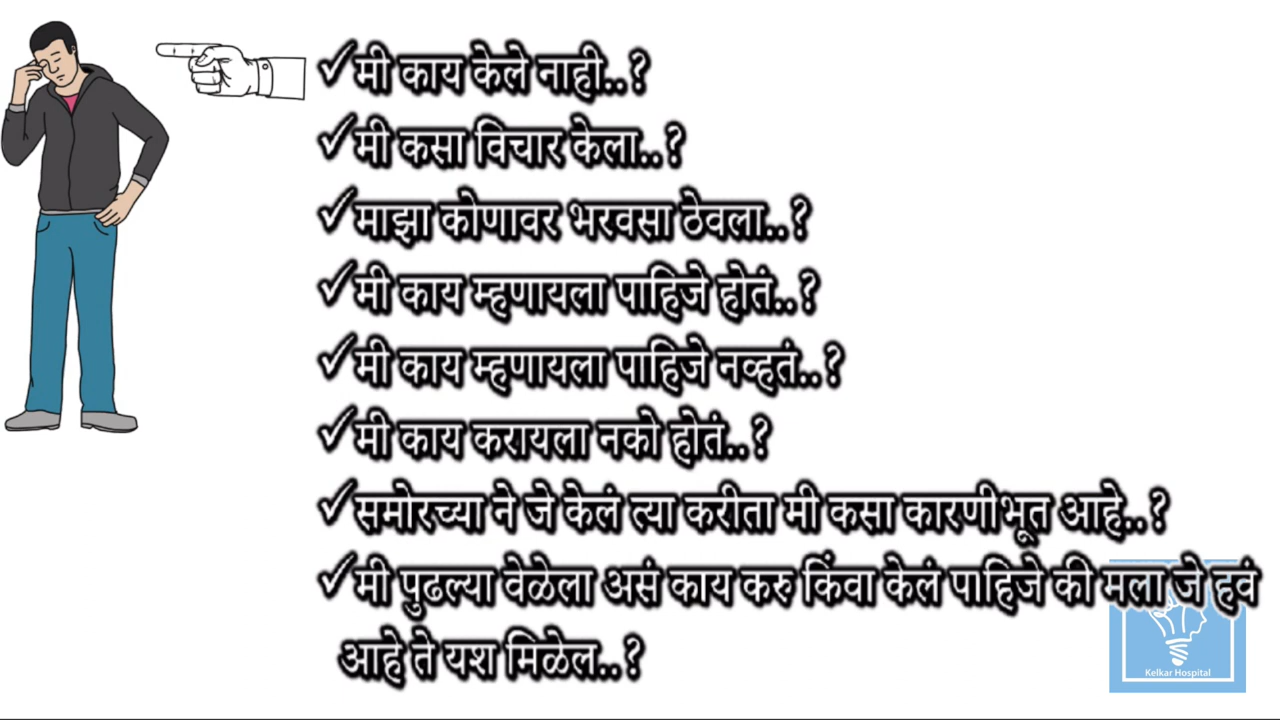 ✓मी काय केले नाही..?
✓मी कसा विचार केला..?
✓माझा कोणावर भरवसा ठेवला..?
✓मी काय म्हणायला पाहिजे होतं..?
✓मी काय म्हणायला पाहिजे नव्हतं..?
✓मी काय करायला नको होतं..?
✓समोरच्या ने जे केलं त्या करीता मी कसा कारणीभूत आहे..?
✓मी पुढल्या वेळेला असं काय करु किंवा केलं पाहिजे की मला जे हवं
आहे ते यश मिळेल..?
Kelkar Hospital